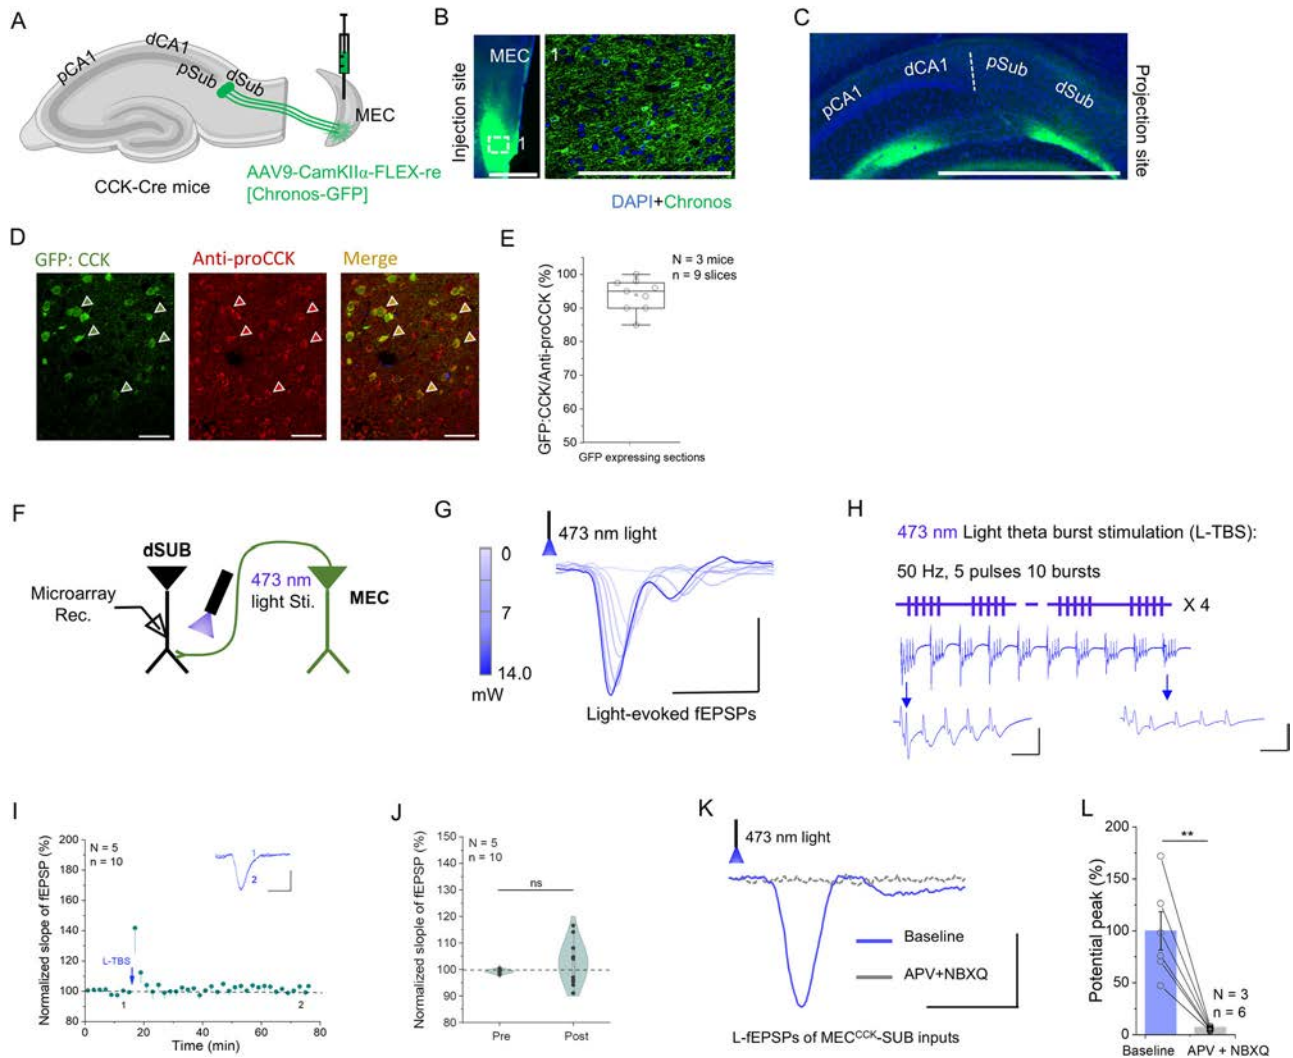 A
pCA1
dCA1
pSub
dSub
MEC
CCK-Cre mice
AAV9-CamKIIα-FLEX-re
[Chronos-GFP]
B
Injection site
MEC
1
1
DAPI+Chronos
C
pCA1
dCA1
pSub
dSub
Projection site
D
GFP: CCK
Anti-proCCK
Merge
E
N = 3 mice
n = 9 slices
GFP:CCK/Anti-proCCK (%)
100
90
80
70
60
50
GFP expressing sections
F
dSUB
473 nm
light Sti.
MEC
Microarray
Rec.
G
473 nm light
0
7
14.0
mW
Light-evoked fEPSPs
H
473 nm Light theta burst stimulation (L-TBS):
50 Hz, 5 pulses 10 bursts
X 4
I
Normalized slope of fEPSP (%)
200
180
160
140
120
100
80
N = 5
n = 10
1
2
L-TBS
1
2
0
20
40
60
80
Time (min)
J
Normalized slople of fEPSP (%)
150
140
130
120
110
100
90
80
N = 5
n = 10
ns
Pre
Post
K
473 nm light
Baseline
APV+NBXQ
L-fEPSPs of MECᶜᶜᴷ-SUB inputs
L
Potential peak (%)
200
150
100
50
0
**
N = 3
n = 6
Baseline
APV + NBXQ